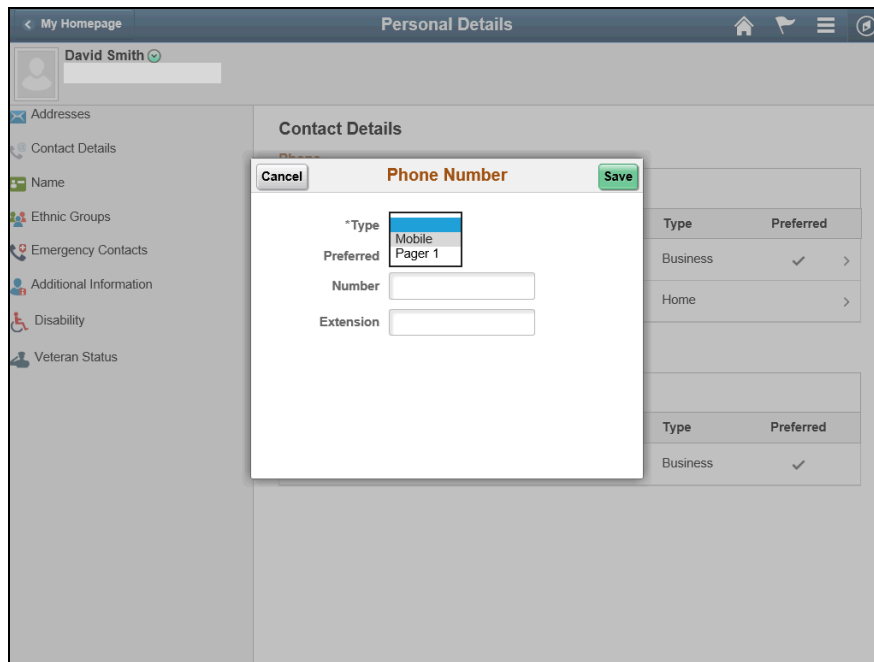 My Homepage
Personal Details
David Smith
Addresses
Contact Details
Name
Ethnic Groups
Emergency Contacts
Additional Information
Disability
Veteran Status
Contact Details
Phone
Cancel
Phone Number
Save
*Type
Mobile
Pager 1
Preferred
Number
Extension
Type Preferred
Business
Home
Type Preferred
Business